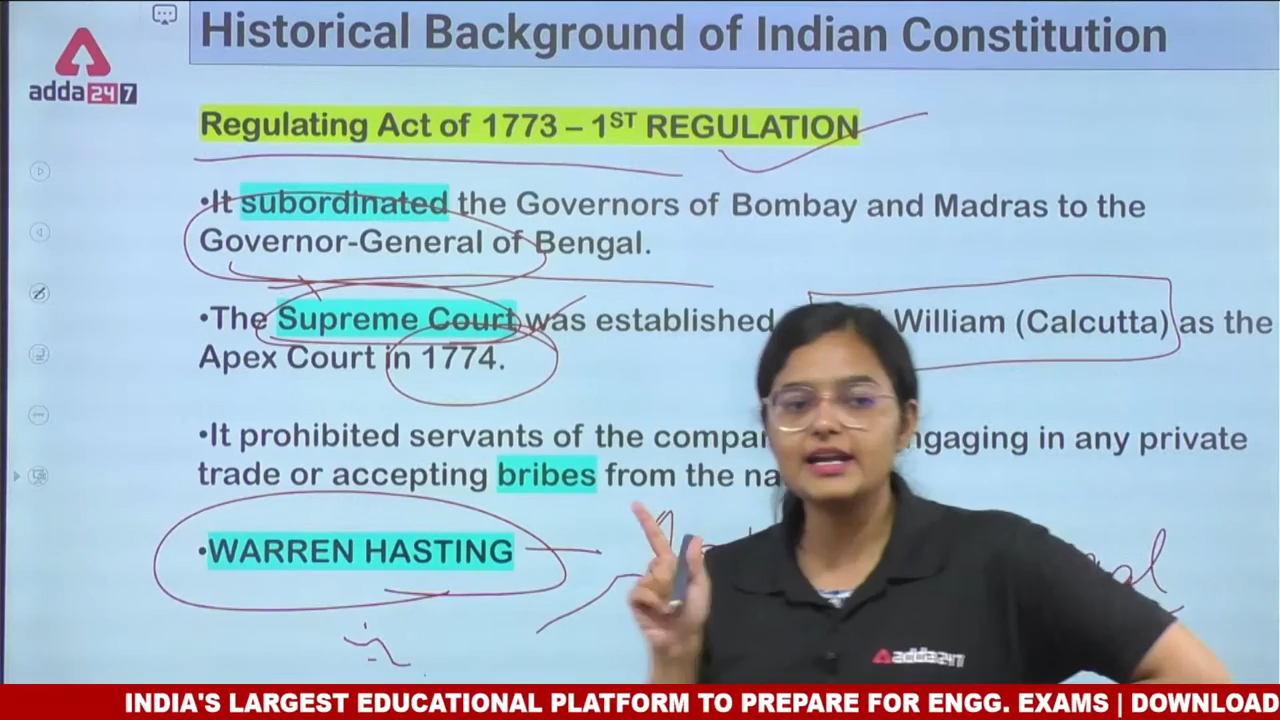 Historical Background of Indian Constitution
adda247
Regulating Act of 1773 – 1ST REGULATION
•It subordinated the Governors of Bombay and Madras to the
Governor-General of Bengal.
•The Supreme Court was established William (Calcutta) as the
Apex Court in 1774.
•It prohibited servants of the in any private
trade or accepting bribes from the
•WARREN HASTING
adda247
INDIA'S LARGEST EDUCATIONAL PLATFORM TO PREPARE FOR ENGG. EXAMS | DOWNLOAD